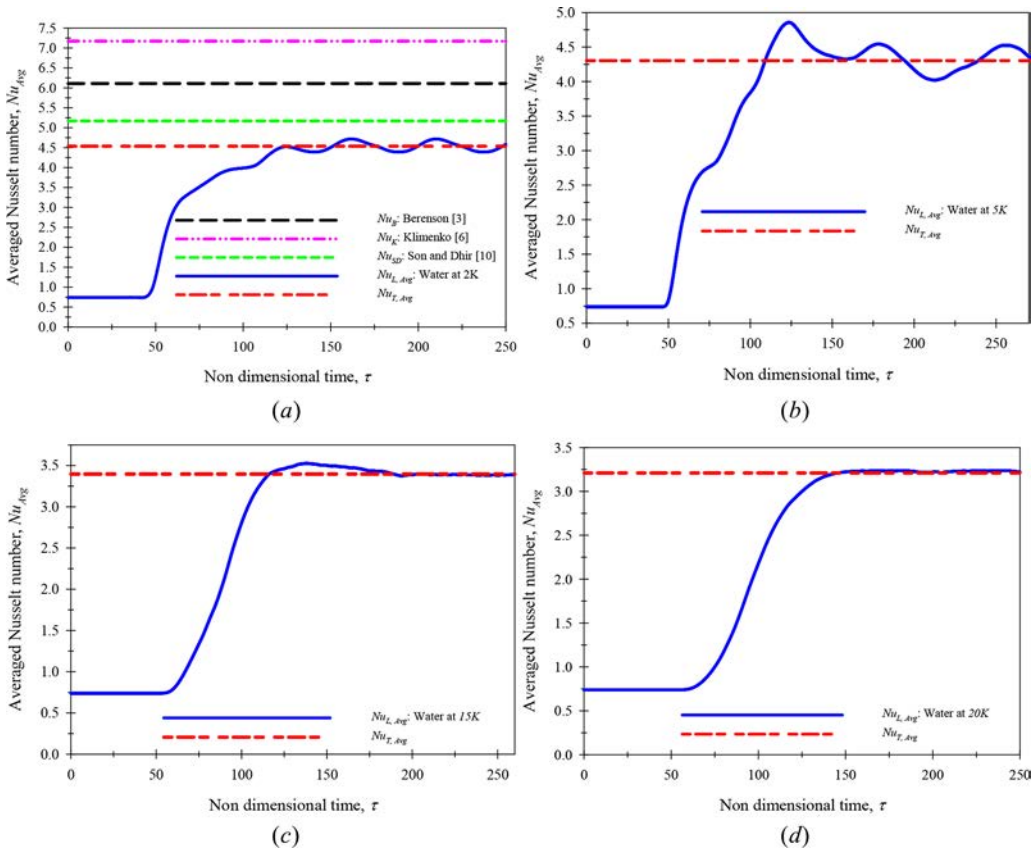 7.5
7.0
6.5
6.0
5.5
5.0
4.5
4.0
3.5
3.0
2.5
2.0
1.5
1.0
0.5
0.0
Averaged Nusselt number, Nu_Avg
Nu_B: Berenson [3]
Nu_K: Klimenko [6]
Nu_SD: Son and Dhir [10]
Nu_L, Avg: Water at 2K
Nu_T, Avg
0 50 100 150 200 250
Non dimensional time, τ
(a)
5.0
4.5
4.0
3.5
3.0
2.5
2.0
1.5
1.0
0.5
Averaged Nusselt number, Nu_Avg
Nu_L, Avg: Water at 5K
Nu_T, Avg
0 50 100 150 200 250
Non dimensional time, τ
(b)
3.5
3.0
2.5
2.0
1.5
1.0
0.5
0.0
Averaged Nusselt number, Nu_Avg
Nu_L, Avg: Water at 15K
Nu_T, Avg
0 50 100 150 200 250
Non dimensional time, τ
(c)
3.5
3.0
2.5
2.0
1.5
1.0
0.5
0.0
Averaged Nusselt number, Nu_Avg
Nu_L, Avg: Water at 20K
Nu_T, Avg
0 50 100 150 200 250
Non dimensional time, τ
(d)